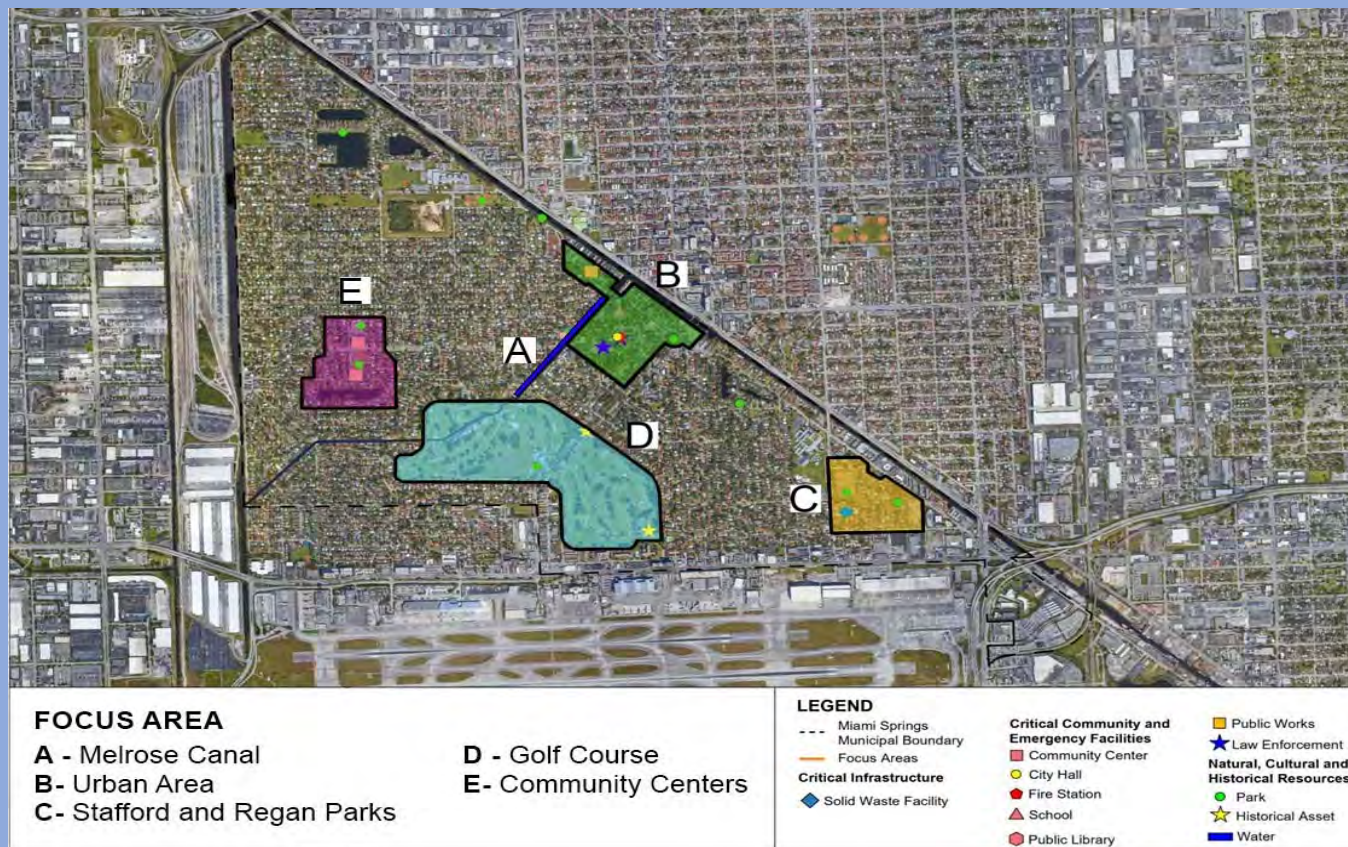 E
B
A
D
C
FOCUS AREA
A - Melrose Canal
B- Urban Area
C- Stafford and Regan Parks
D - Golf Course
E- Community Centers
LEGEND
Miami Springs
Municipal Boundary
Focus Areas
Critical Infrastructure
Solid Waste Facility
Critical Community and
Emergency Facilities
Community Center
City Hall
Fire Station
School
Public Library
Public Works
Law Enforcement
Natural, Cultural and
Historical Resources
Park
Historical Asset
Water